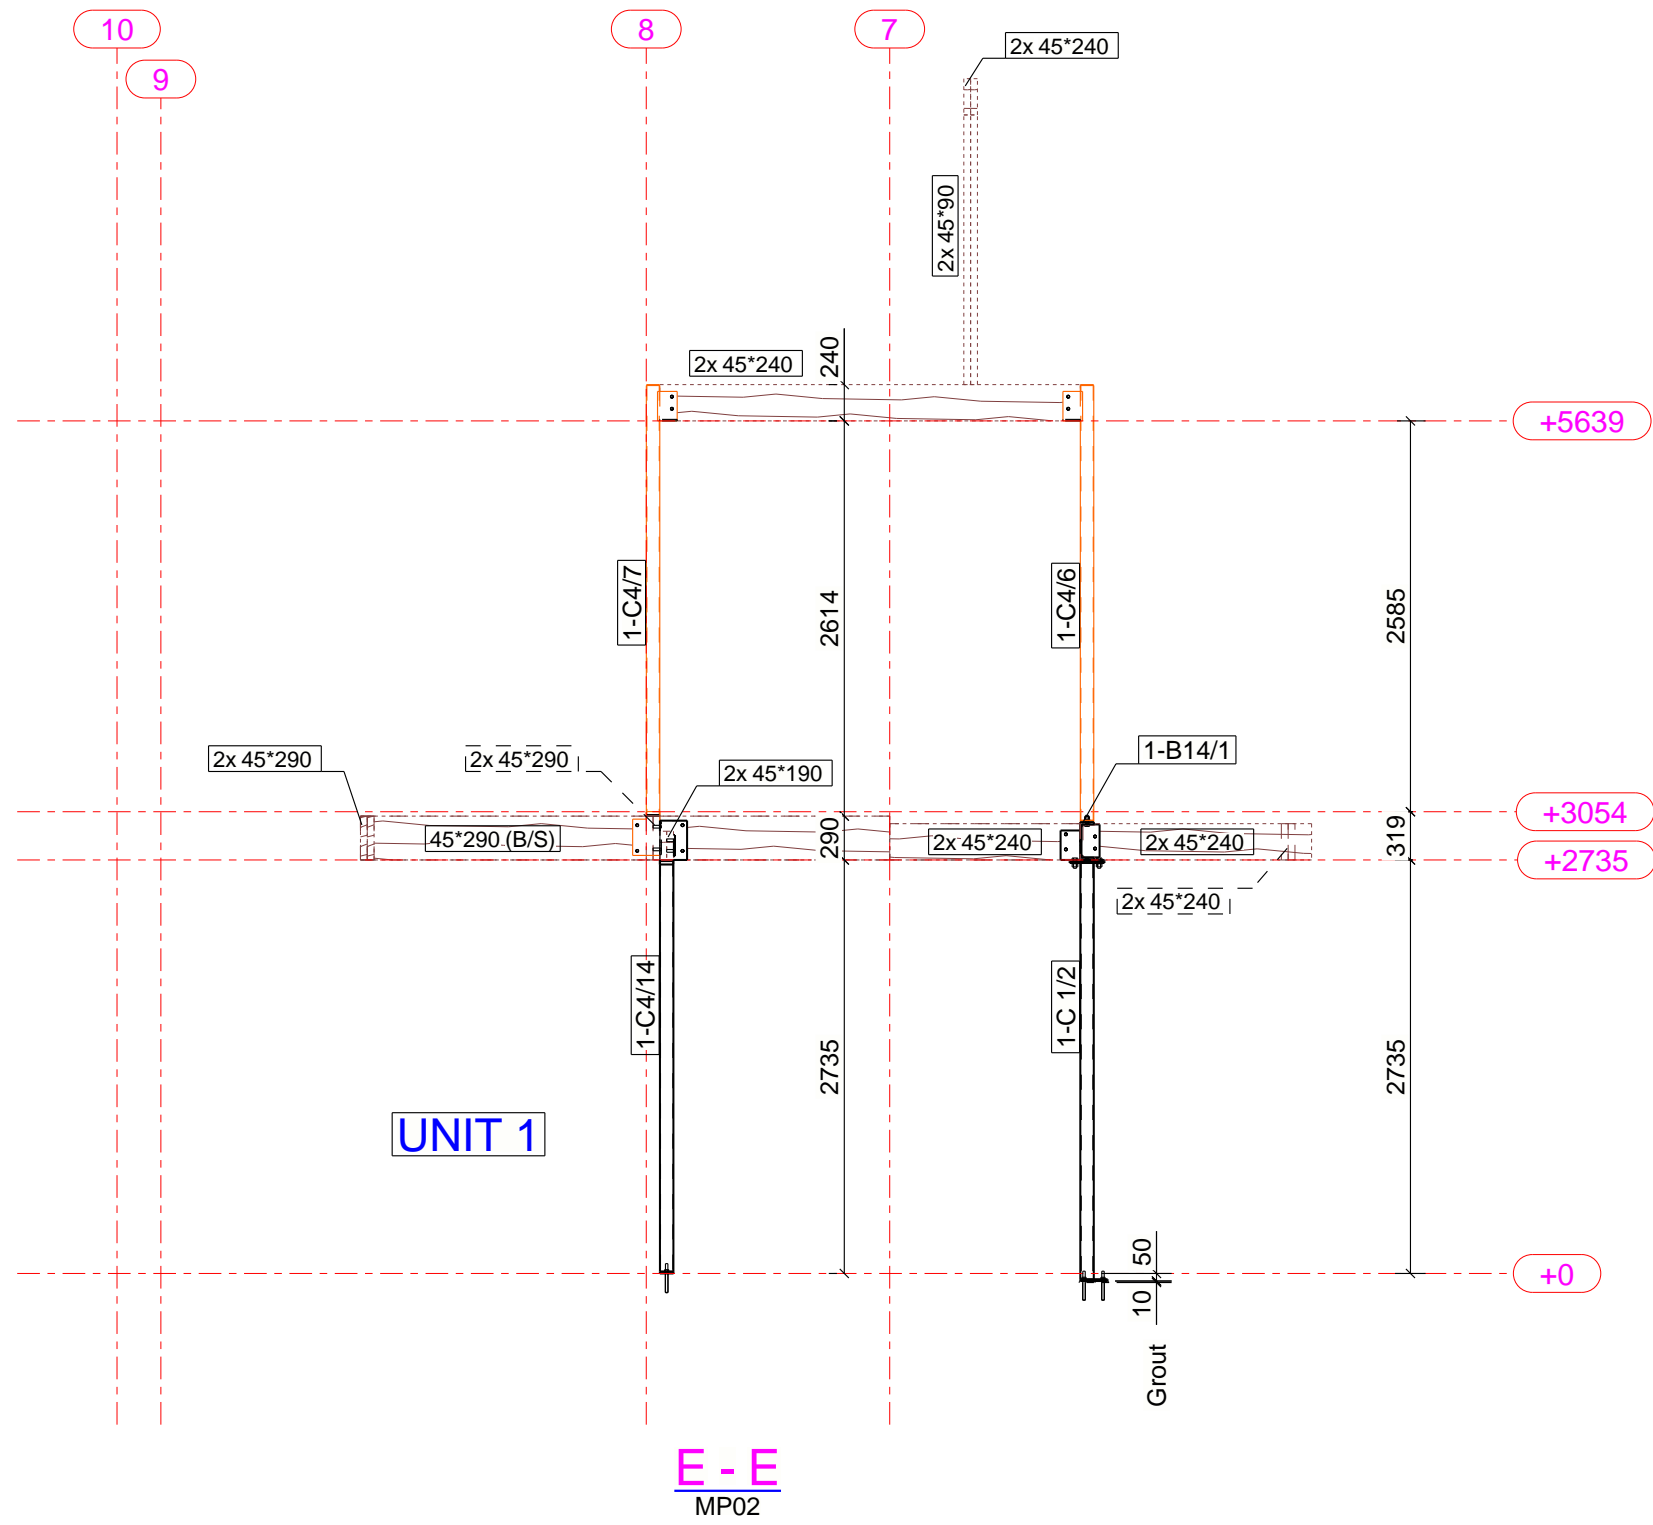 10
8
7
9
2x 45*240
2x 45*90
2x 45*240
240
+5639
1-C4/7
2614
1-C4/6
2585
2x 45*290
2x 45*290
2x 45*190
1-B14/1
+3054
45*290 (B/S)
290
2x 45*240
2x 45*240
319
+2735
2x 45*240
1-C4/14
1-C 1/2
2735
2735
UNIT 1
50
+0
10
Grout
E - E
MP02